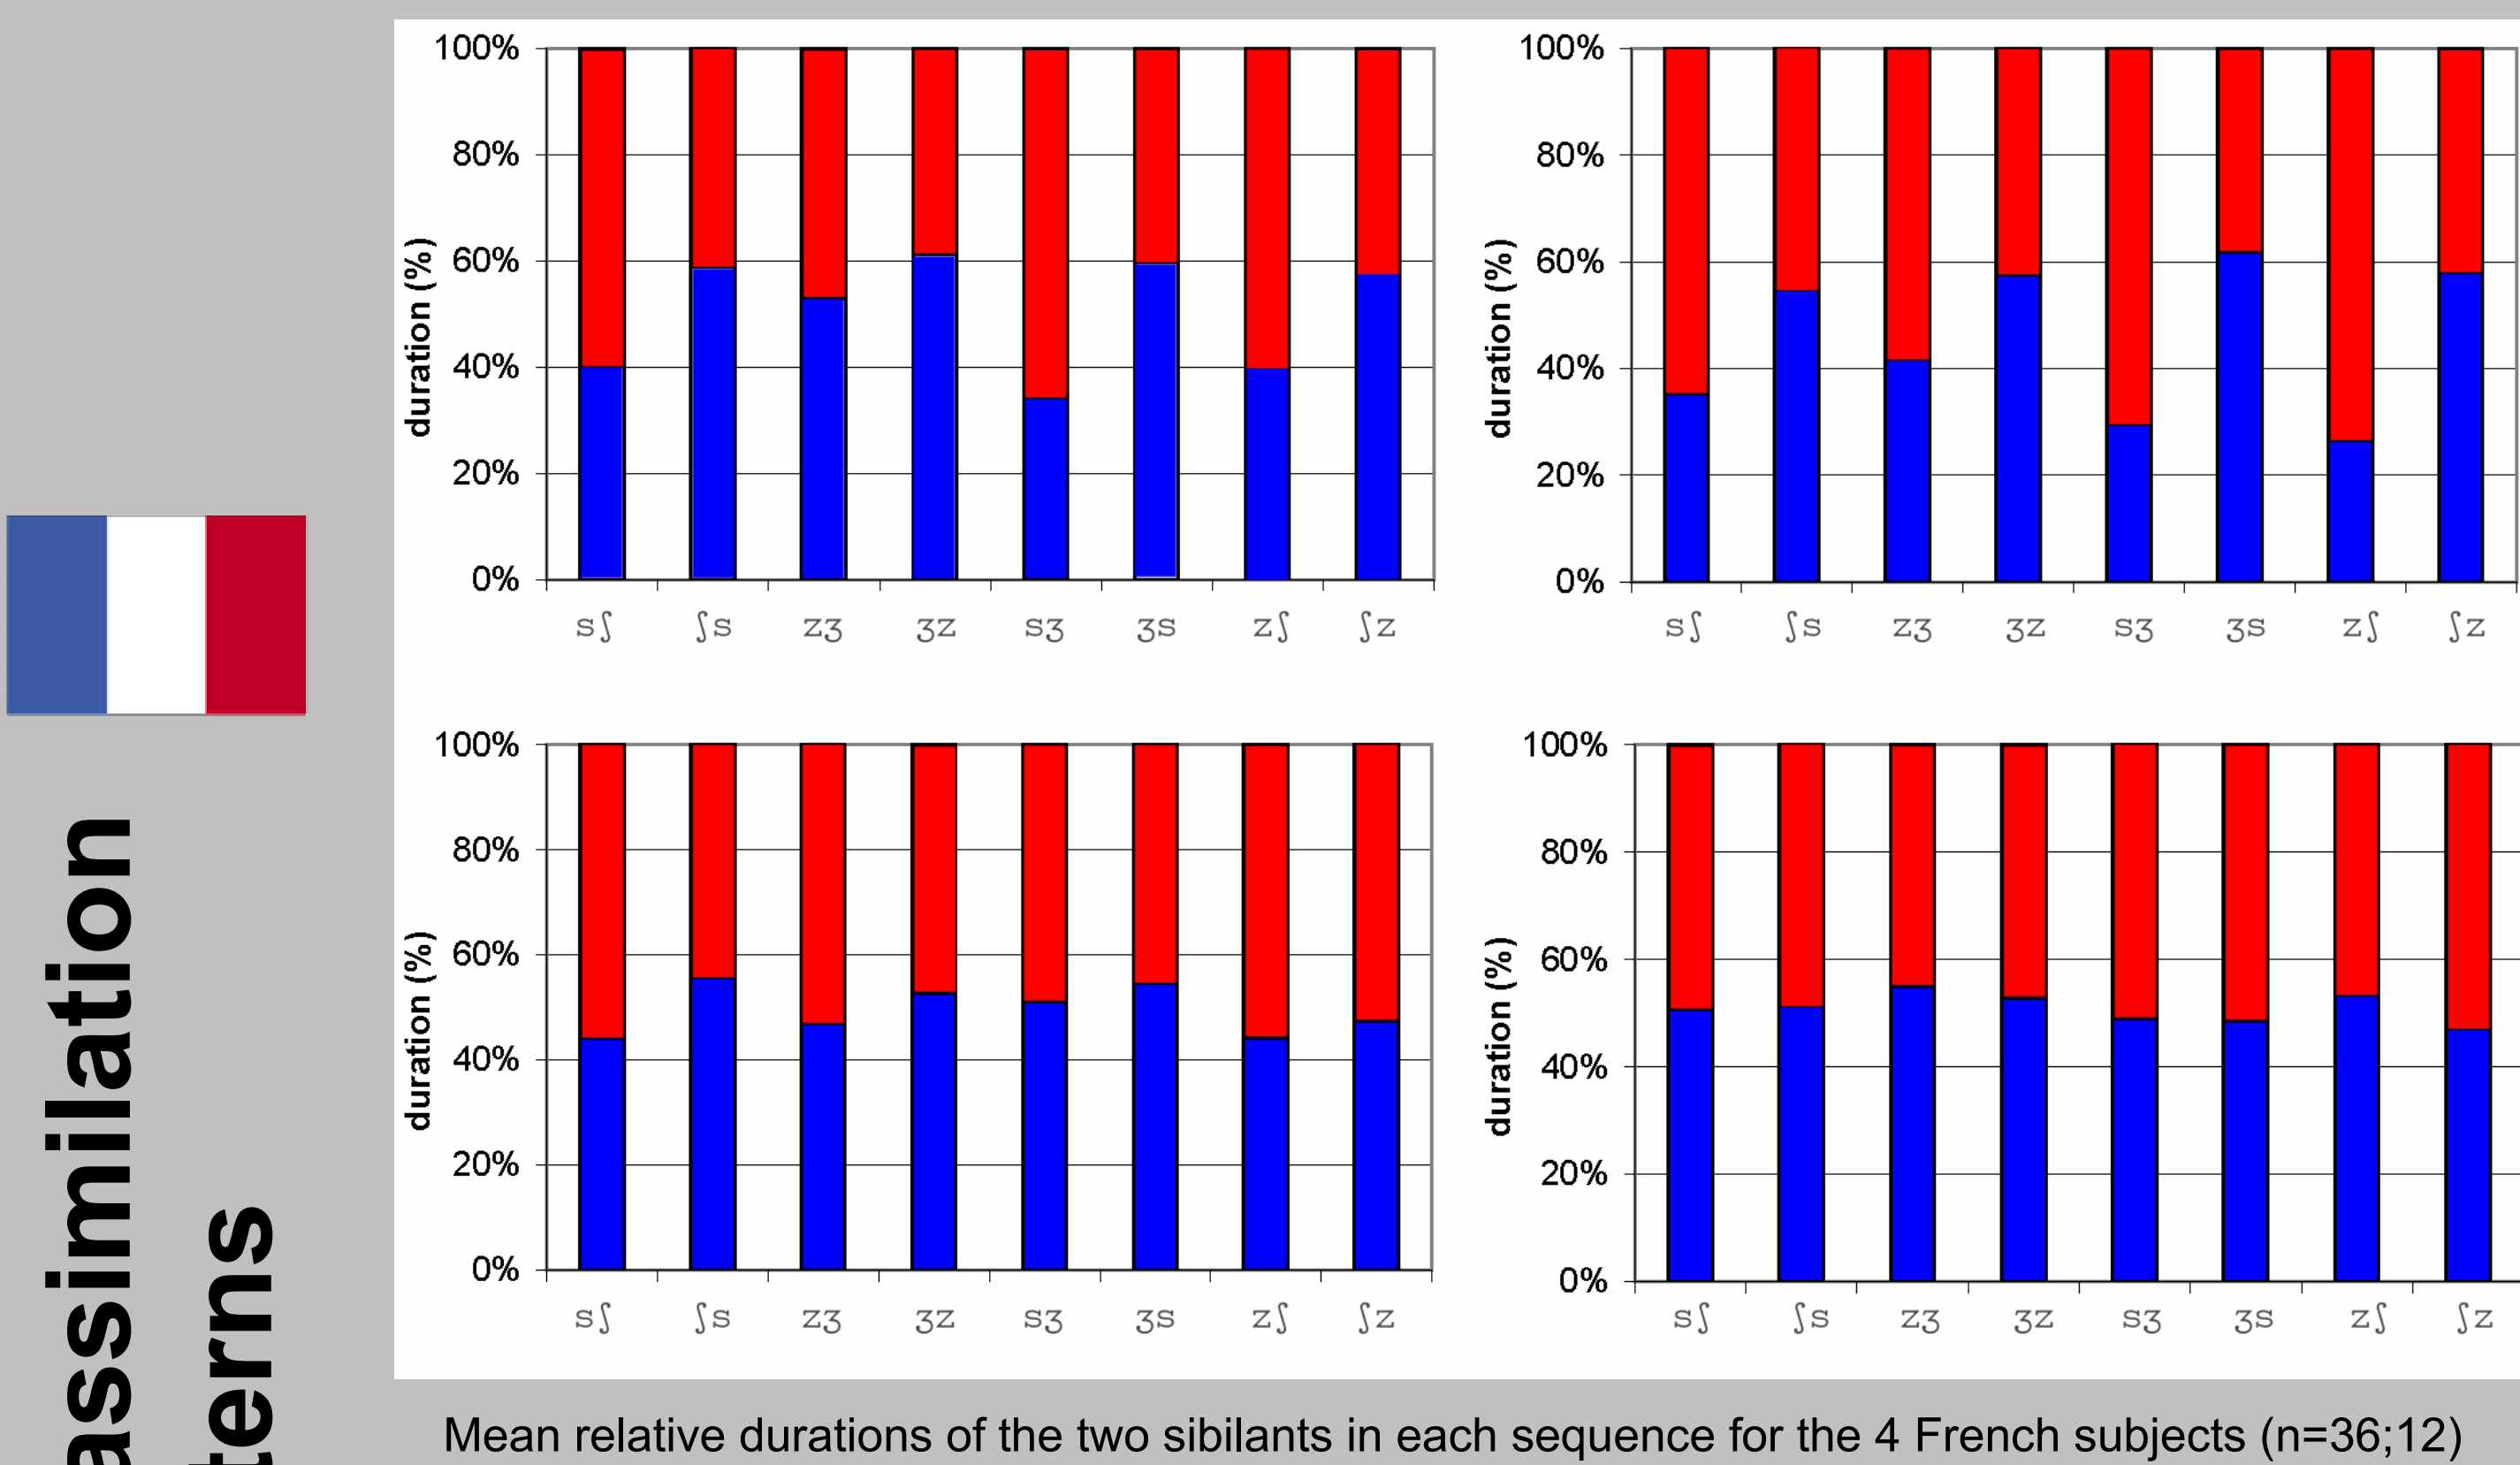 assimilation
terns
100%
80%
60%
40%
20%
0%
duration (%)
sʃ ʃs zʒ ʒz sʒ ʒs zʃ ʃz
100%
80%
60%
40%
20%
0%
duration (%)
sʃ ʃs zʒ ʒz sʒ ʒs zʃ ʃz
100%
80%
60%
40%
20%
0%
duration (%)
sʃ ʃs zʒ ʒz sʒ ʒs zʃ ʃz
100%
80%
60%
40%
20%
0%
duration (%)
sʃ ʃs zʒ ʒz sʒ ʒs zʃ ʃz
Mean relative durations of the two sibilants in each sequence for the 4 French subjects (n=36;12)